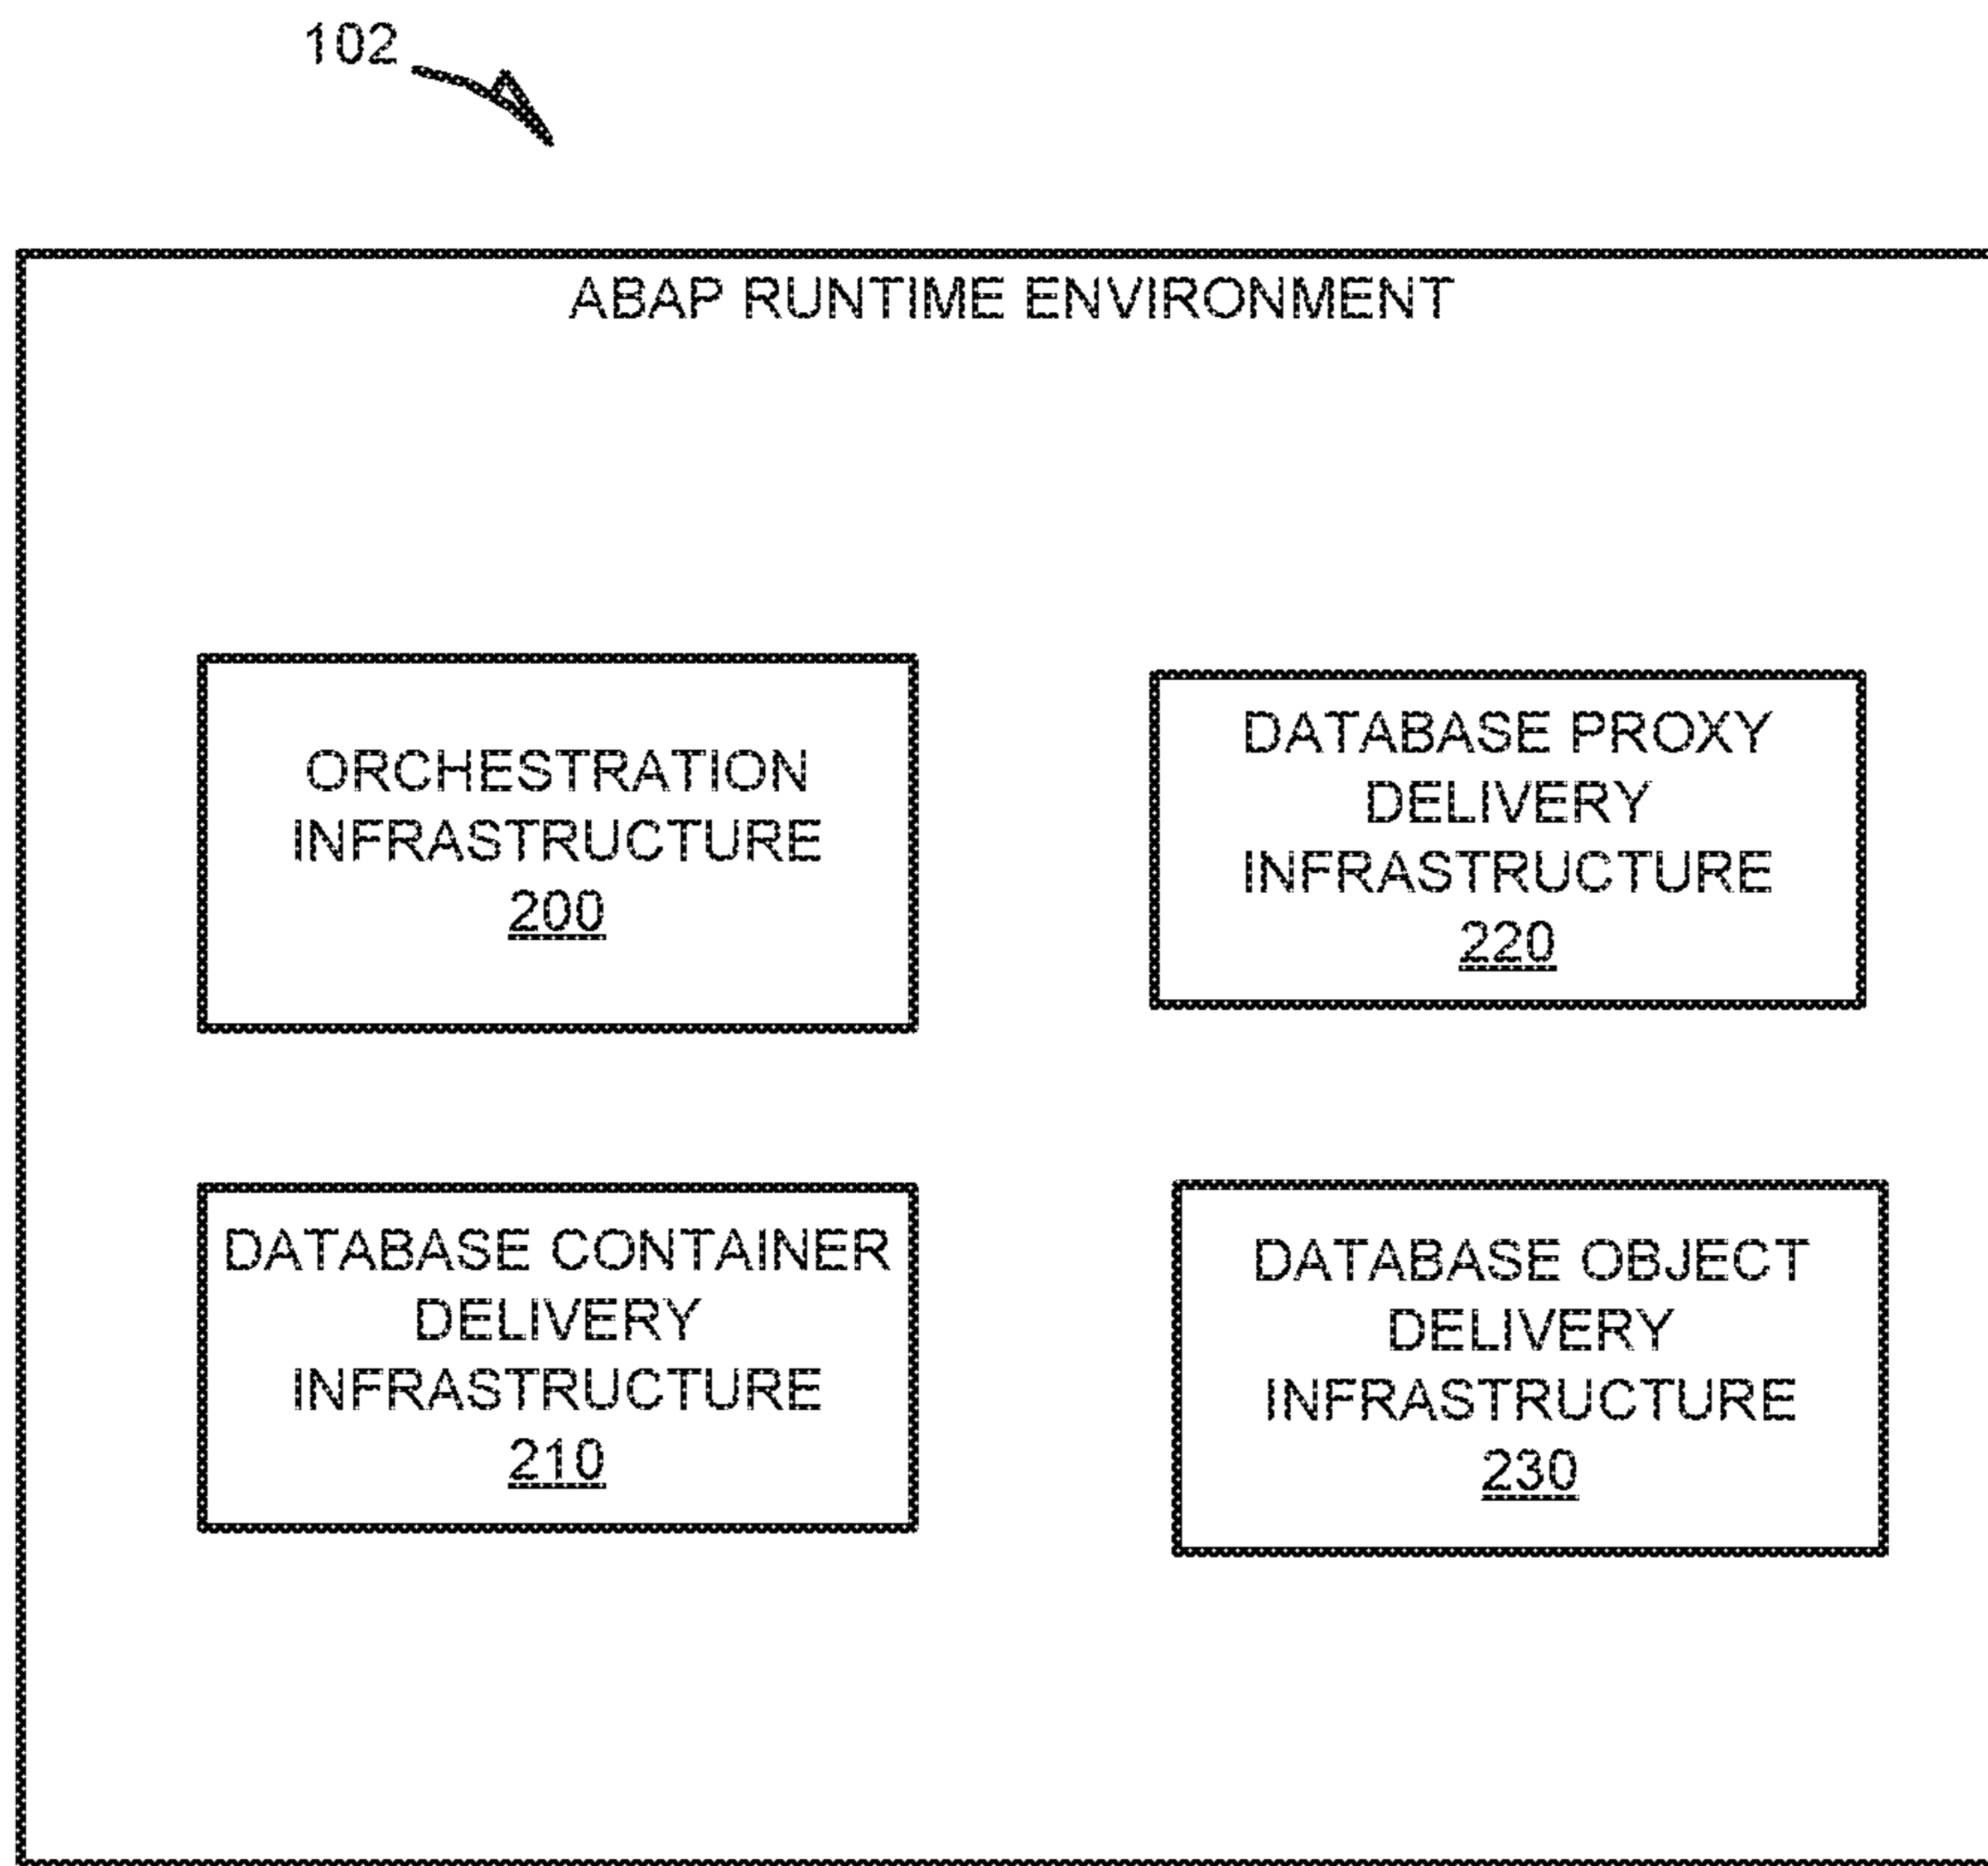 102
ABAP RUNTIME ENVIRONMENT
ORCHESTRATION
INFRASTRUCTURE
200
DATABASE PROXY
DELIVERY
INFRASTRUCTURE
220
DATABASE CONTAINER
DELIVERY
INFRASTRUCTURE
210
DATABASE OBJECT
DELIVERY
INFRASTRUCTURE
230